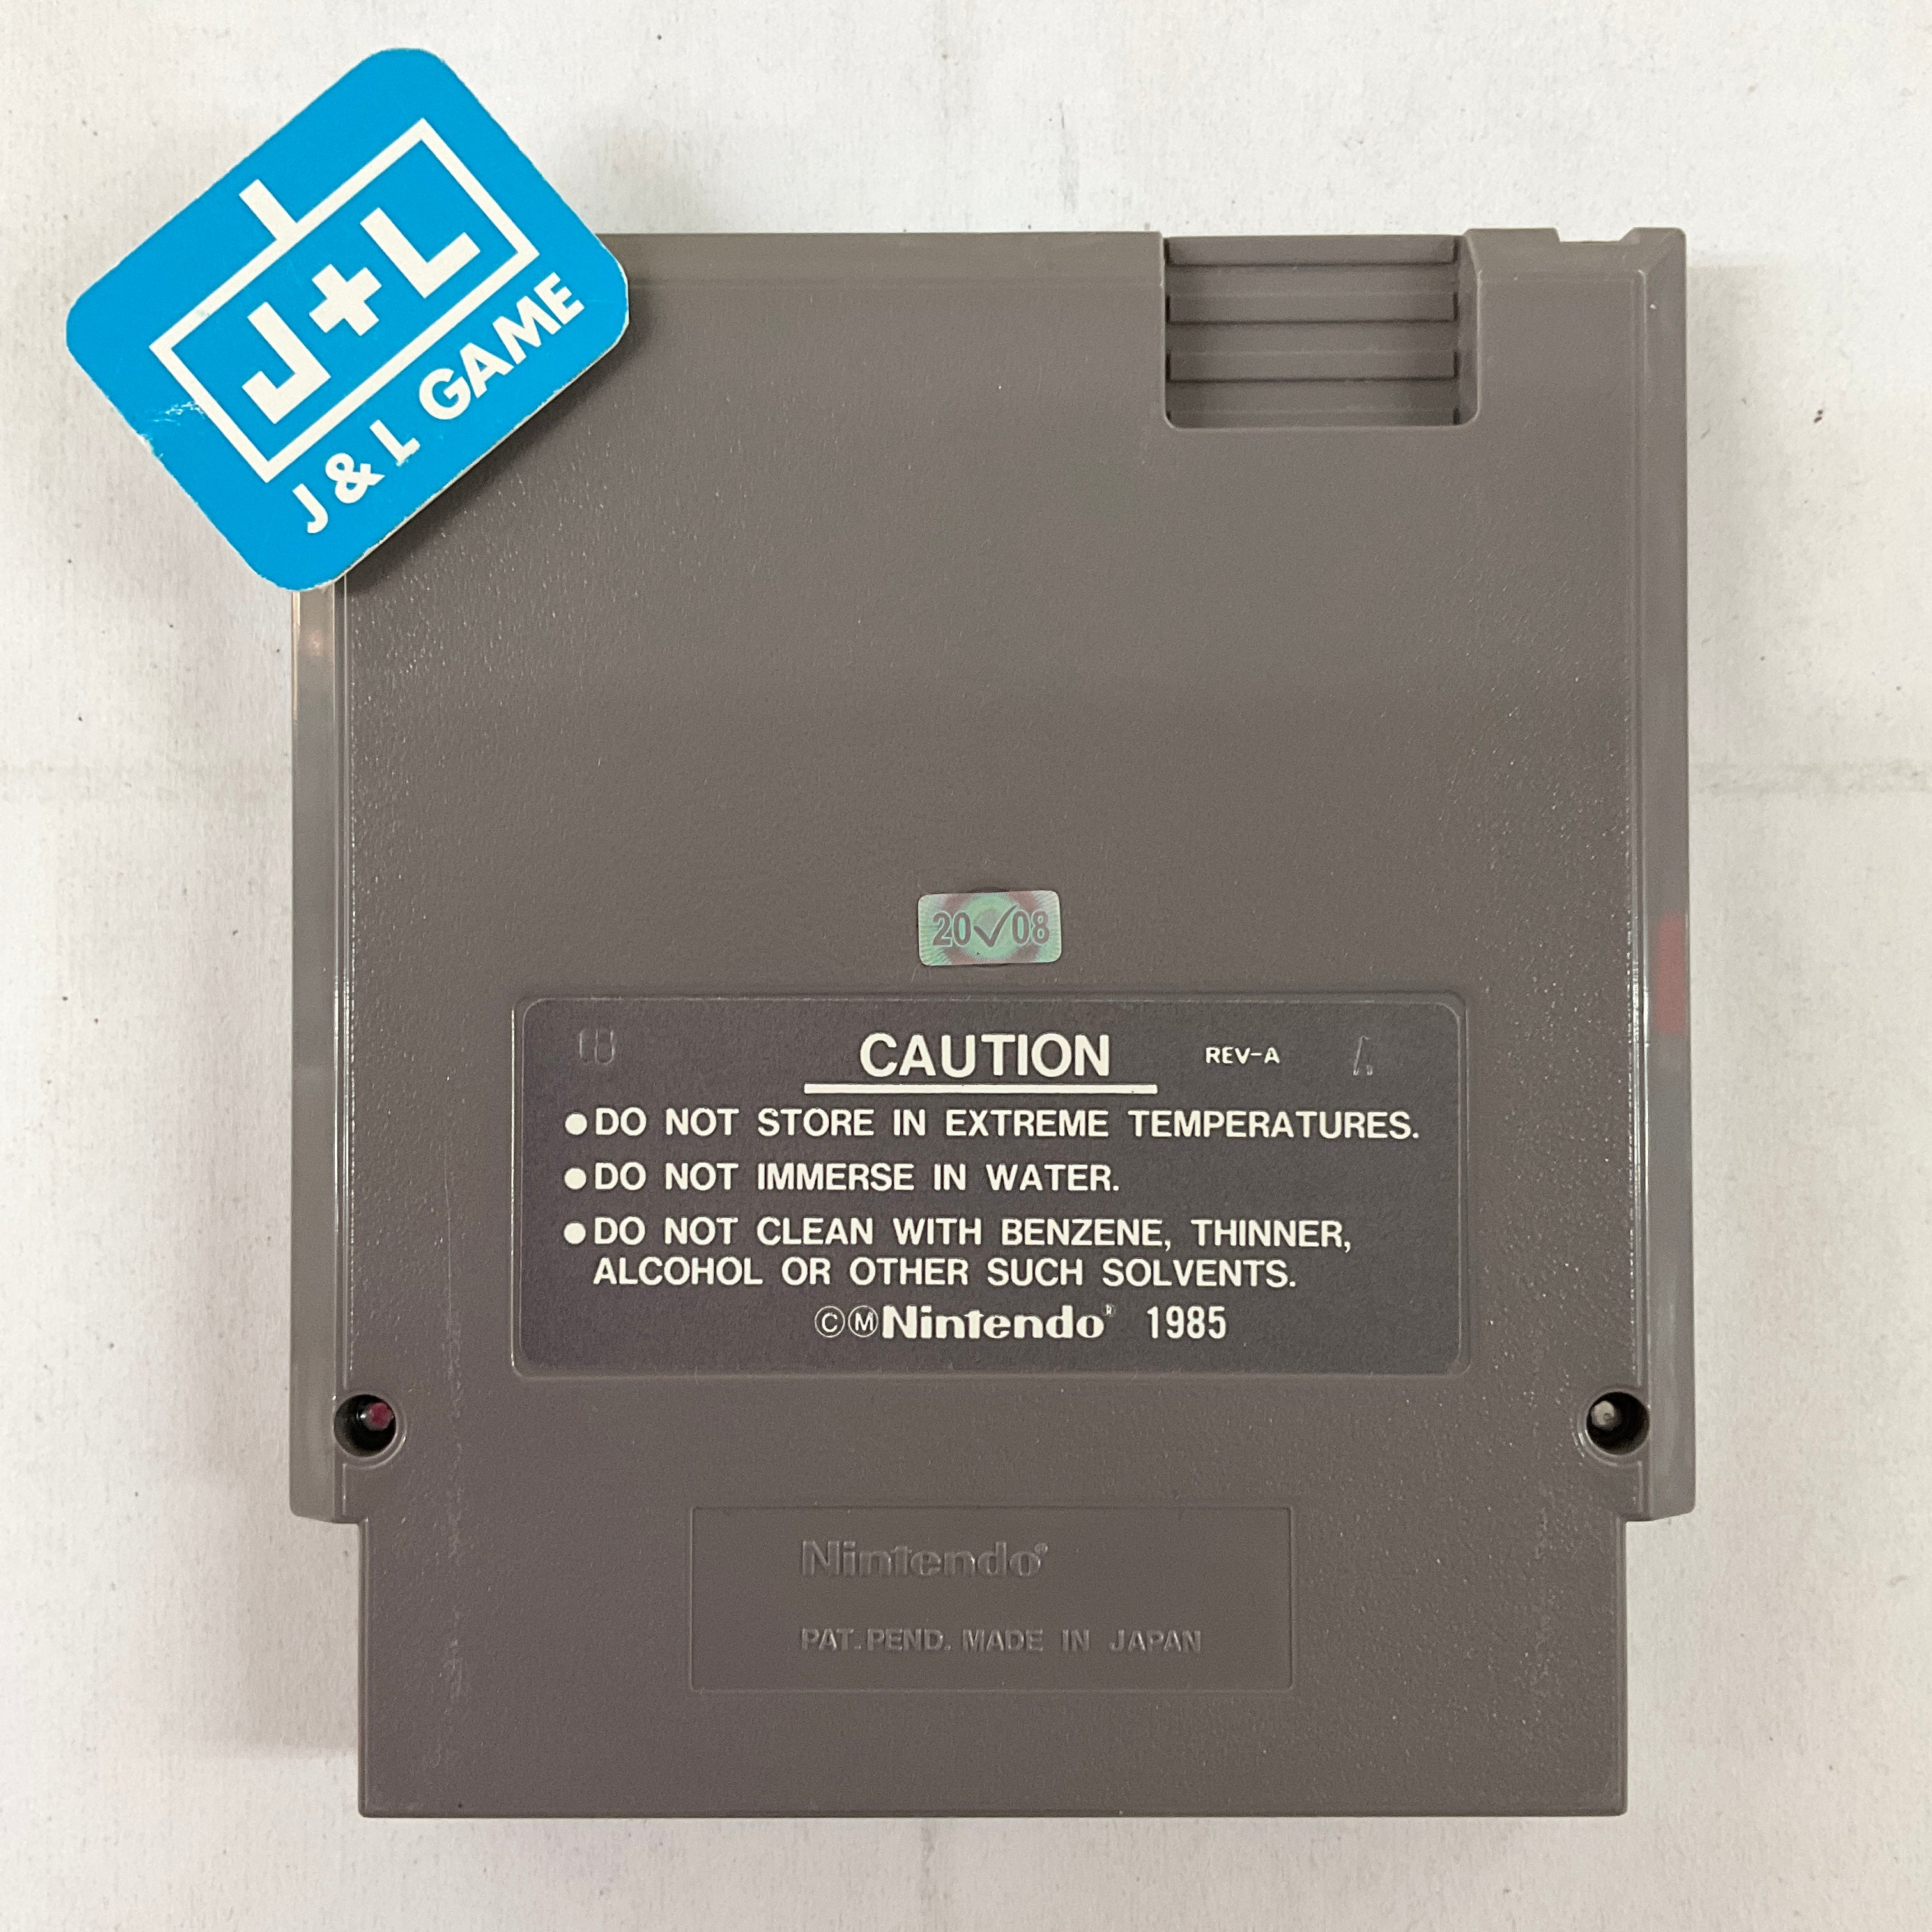 J+L
J & L GAME
20✓08
CAUTION REV-A A
●DO NOT STORE IN EXTREME TEMPERATURES.
●DO NOT IMMERSE IN WATER.
●DO NOT CLEAN WITH BENZENE, THINNER,
ALCOHOL OR OTHER SUCH SOLVENTS.
©ⓂNintendo® 1985
Nintendo®
PAT. PEND. MADE IN JAPAN